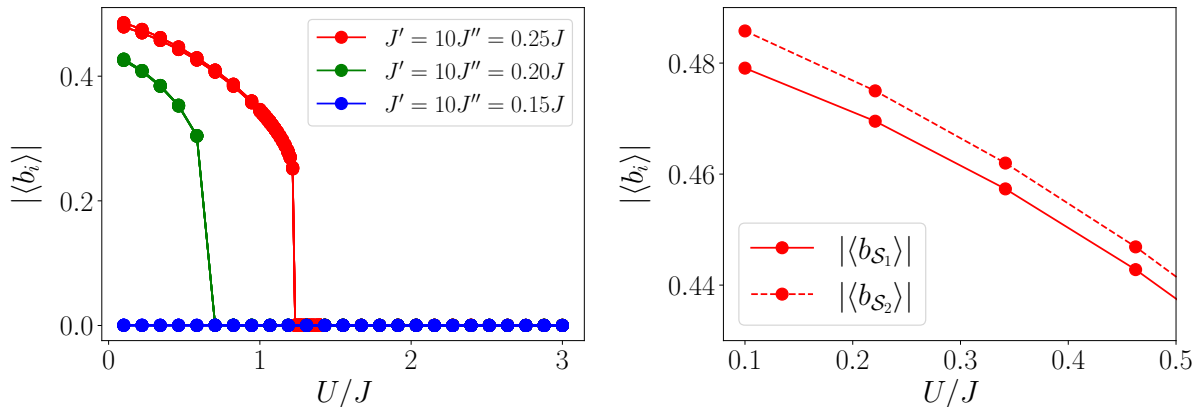 |⟨b_i⟩|
0.4
0.2
0.0
0
1
2
3
U/J
J′ = 10J″ = 0.25J
J′ = 10J″ = 0.20J
J′ = 10J″ = 0.15J
|⟨b_i⟩|
0.48
0.46
0.44
0.1
0.2
0.3
0.4
0.5
U/J
|⟨b_{𝒮₁}⟩|
|⟨b_{𝒮₂}⟩|